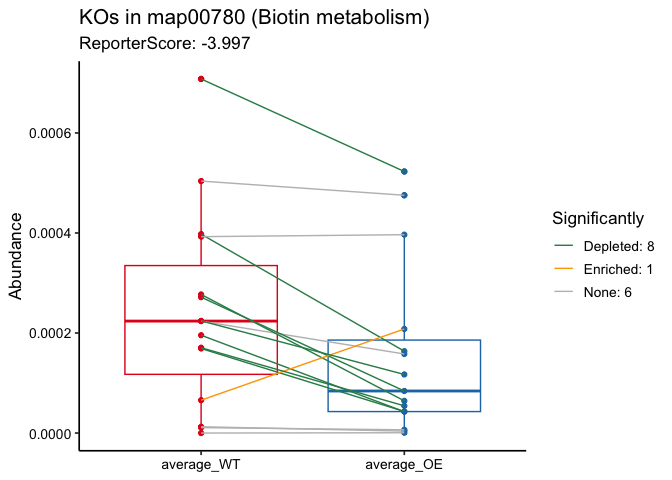 KOs in map00780 (Biotin metabolism)
ReporterScore: -3.997
Abundance
0.0006
0.0004
0.0002
0.0000
average_WT
average_OE
Significantly
Depleted: 8
Enriched: 1
None: 6